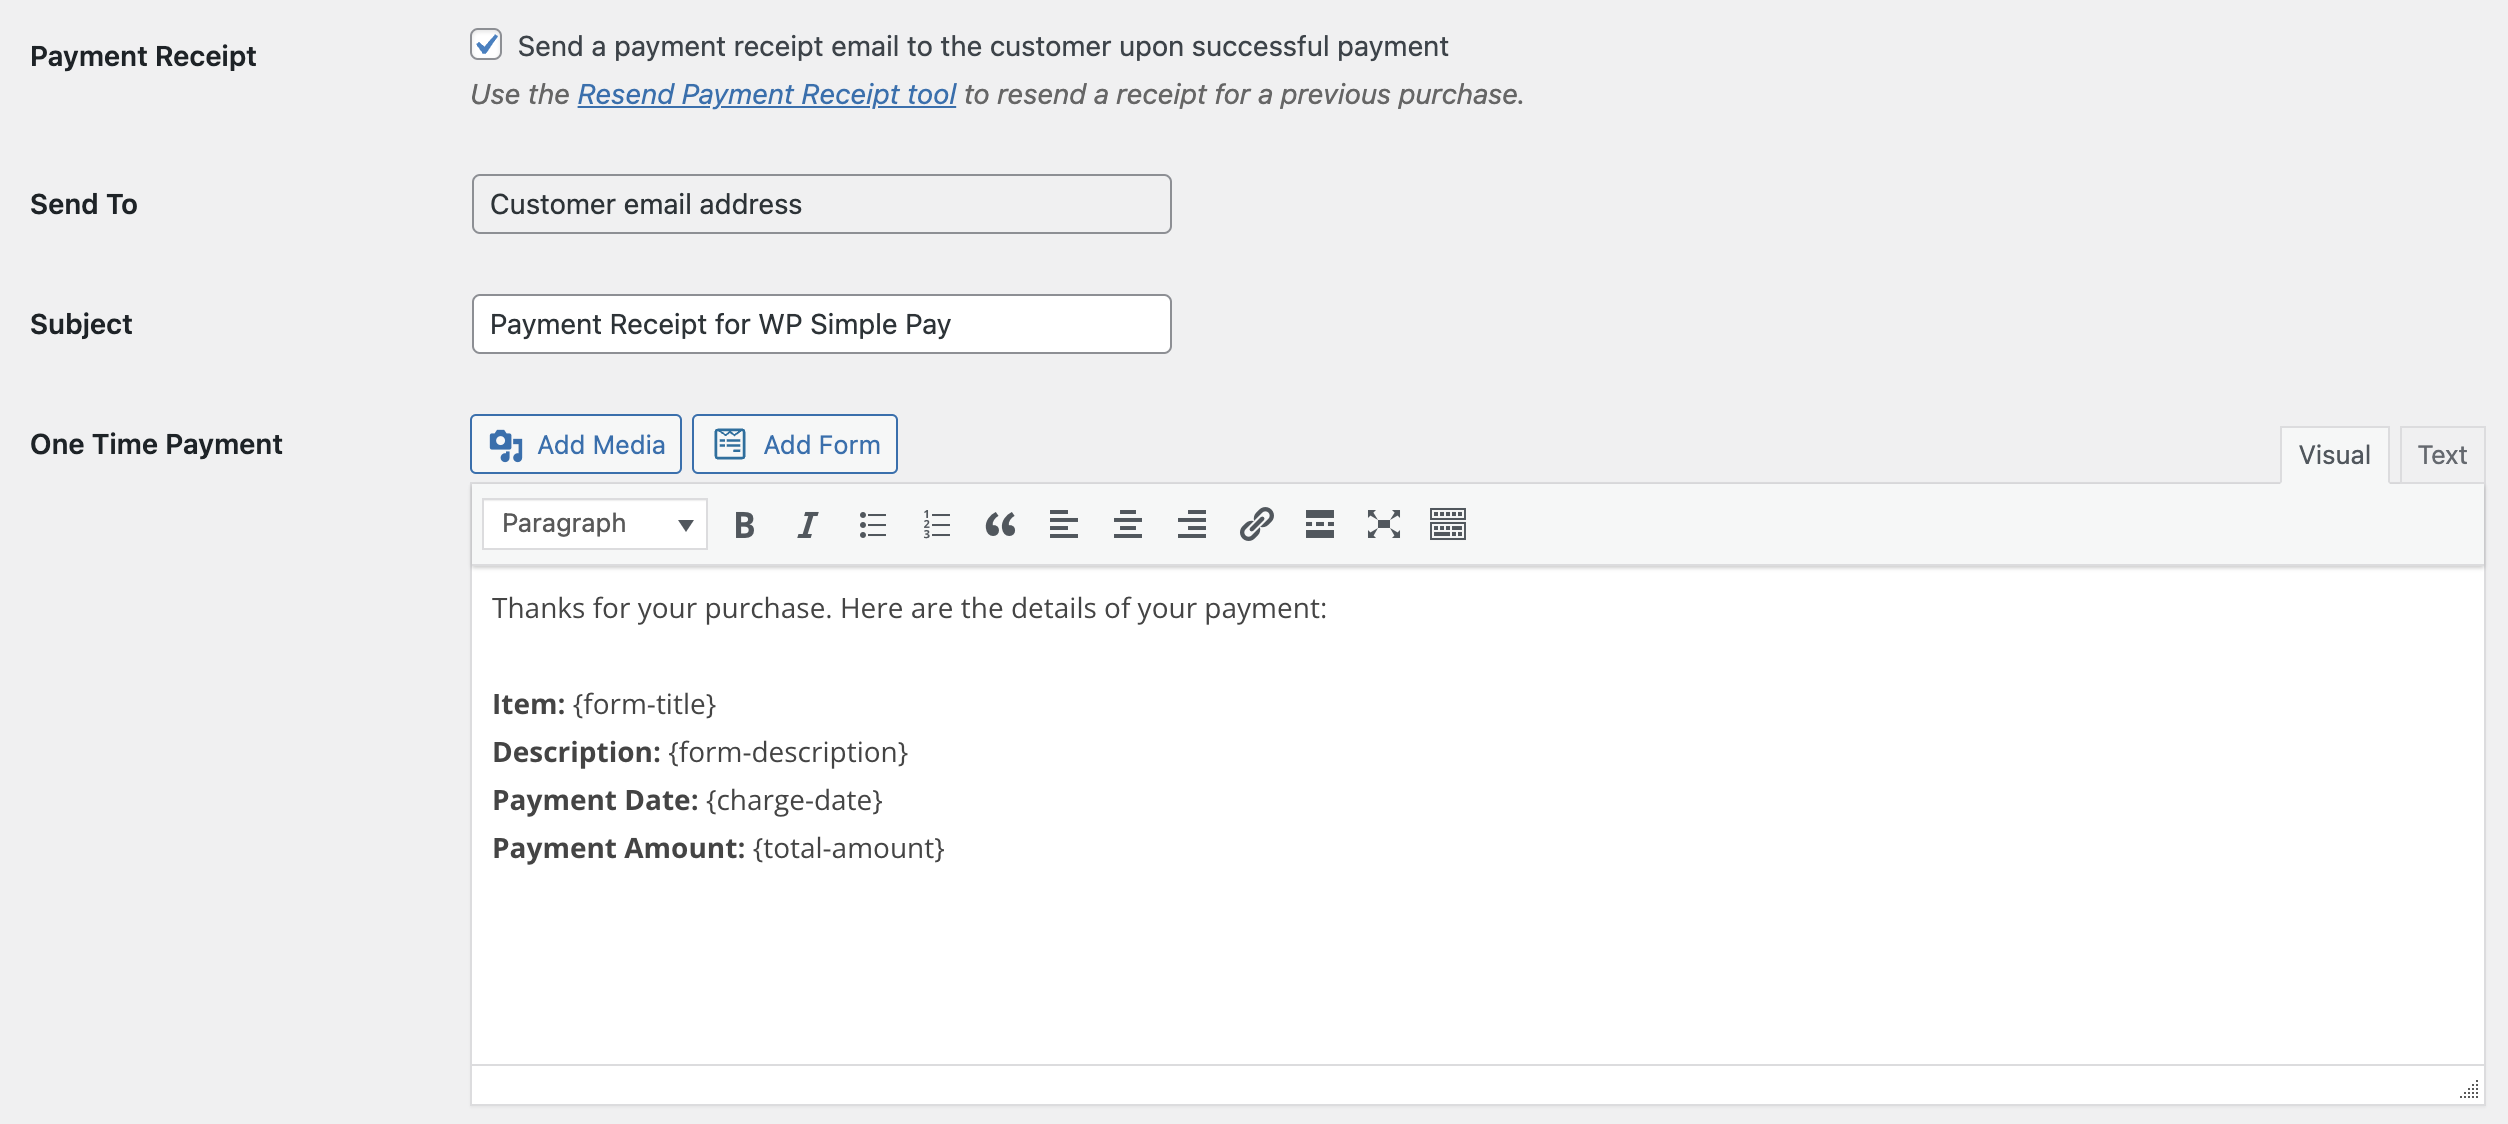 Payment Receipt
Send a payment receipt email to the customer upon successful payment
Use the Resend Payment Receipt tool to resend a receipt for a previous purchase.
Send To
Customer email address
Subject
Payment Receipt for WP Simple Pay
One Time Payment
Add Media
Add Form
Visual
Text
Paragraph
B I
1
2
3
Thanks for your purchase. Here are the details of your payment:
Item: {form-title}
Description: {form-description}
Payment Date: {charge-date}
Payment Amount: {total-amount}